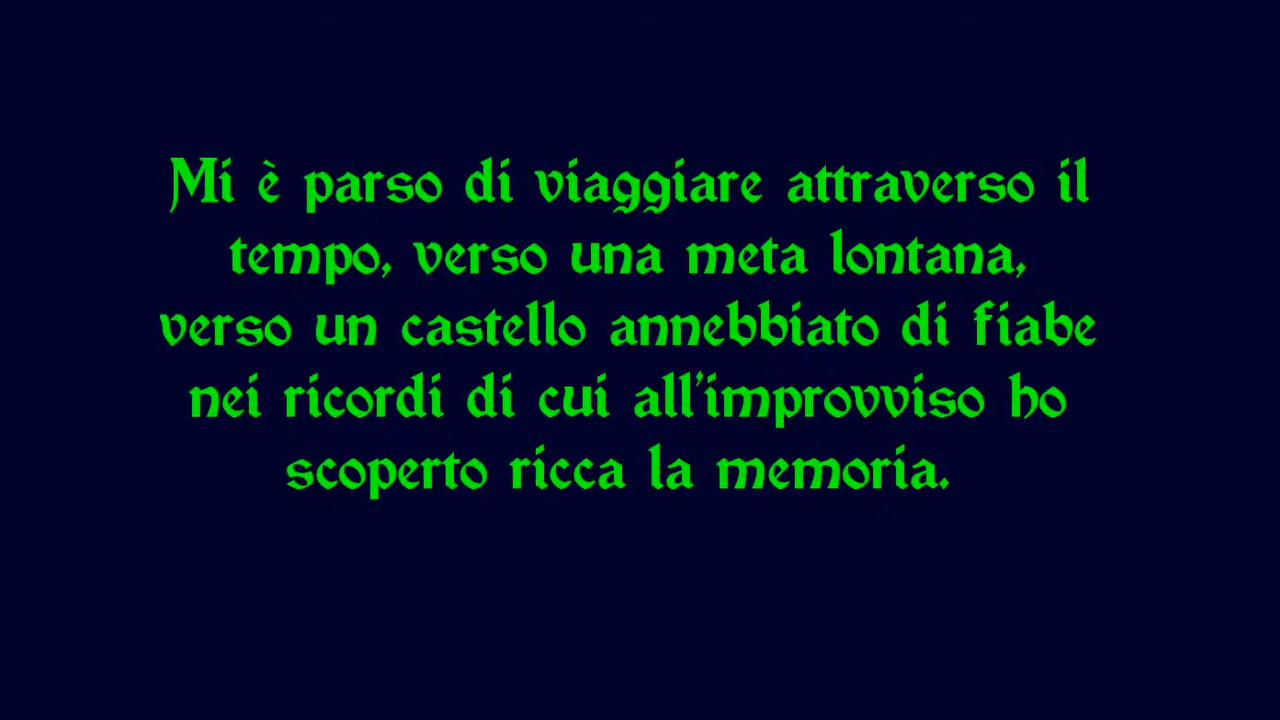 Mi è parso di viaggiare attraverso il
tempo, verso una meta lontana,
verso un castello annebbiato di fiabe
nei ricordi di cui all'improvviso ho
scoperto ricca la memoria.